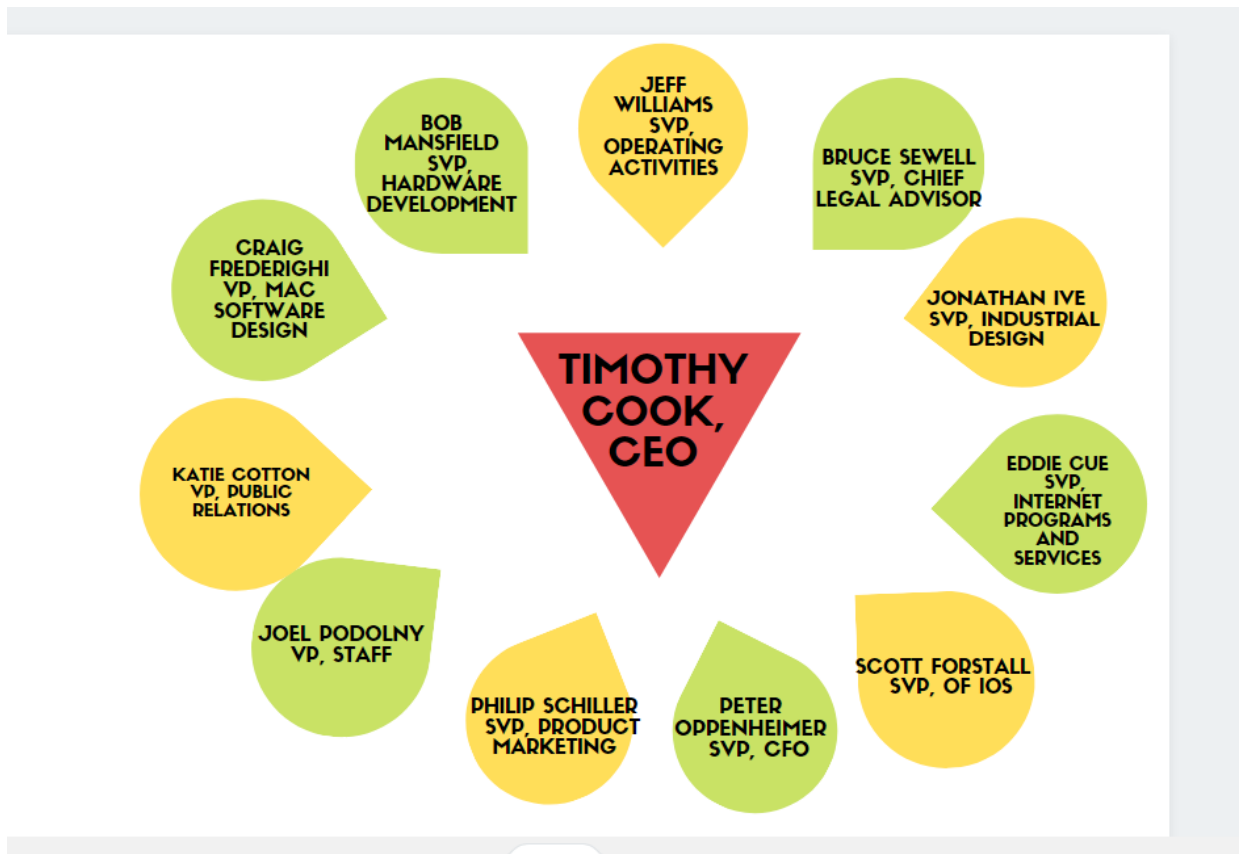 JEFF
WILLIAMS
SVP,
OPERATING
ACTIVITIES
BOB
MANSFIELD
SVP,
HARDWARE
DEVELOPMENT
BRUCE SEWELL
SVP, CHIEF
LEGAL ADVISOR
CRAIG
FREDERIGHI
VP, MAC
SOFTWARE
DESIGN
JONATHAN IVE
SVP, INDUSTRIAL
DESIGN
TIMOTHY
COOK,
CEO
KATIE COTTON
VP, PUBLIC
RELATIONS
EDDIE CUE
SVP,
INTERNET
PROGRAMS
AND
SERVICES
JOEL PODOLNY
VP, STAFF
SCOTT FORSTALL
SVP, OF IOS
PHILIP SCHILLER
SVP, PRODUCT
MARKETING
PETER
OPPENHEIMER
SVP, CFO